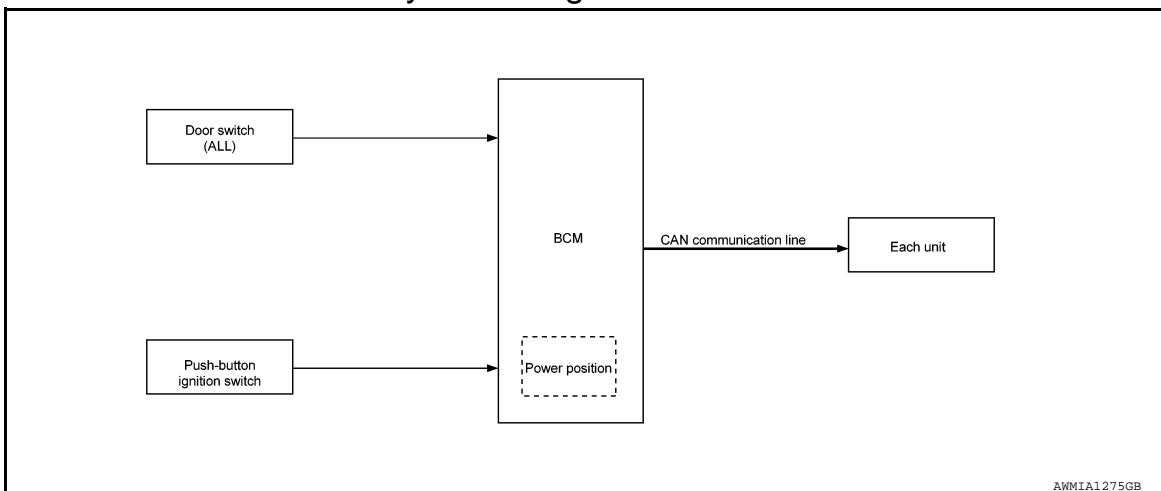 Door switch
(ALL)
BCM
CAN communication line
Each unit
Push-button
ignition switch
Power position
AWMIA1275GB